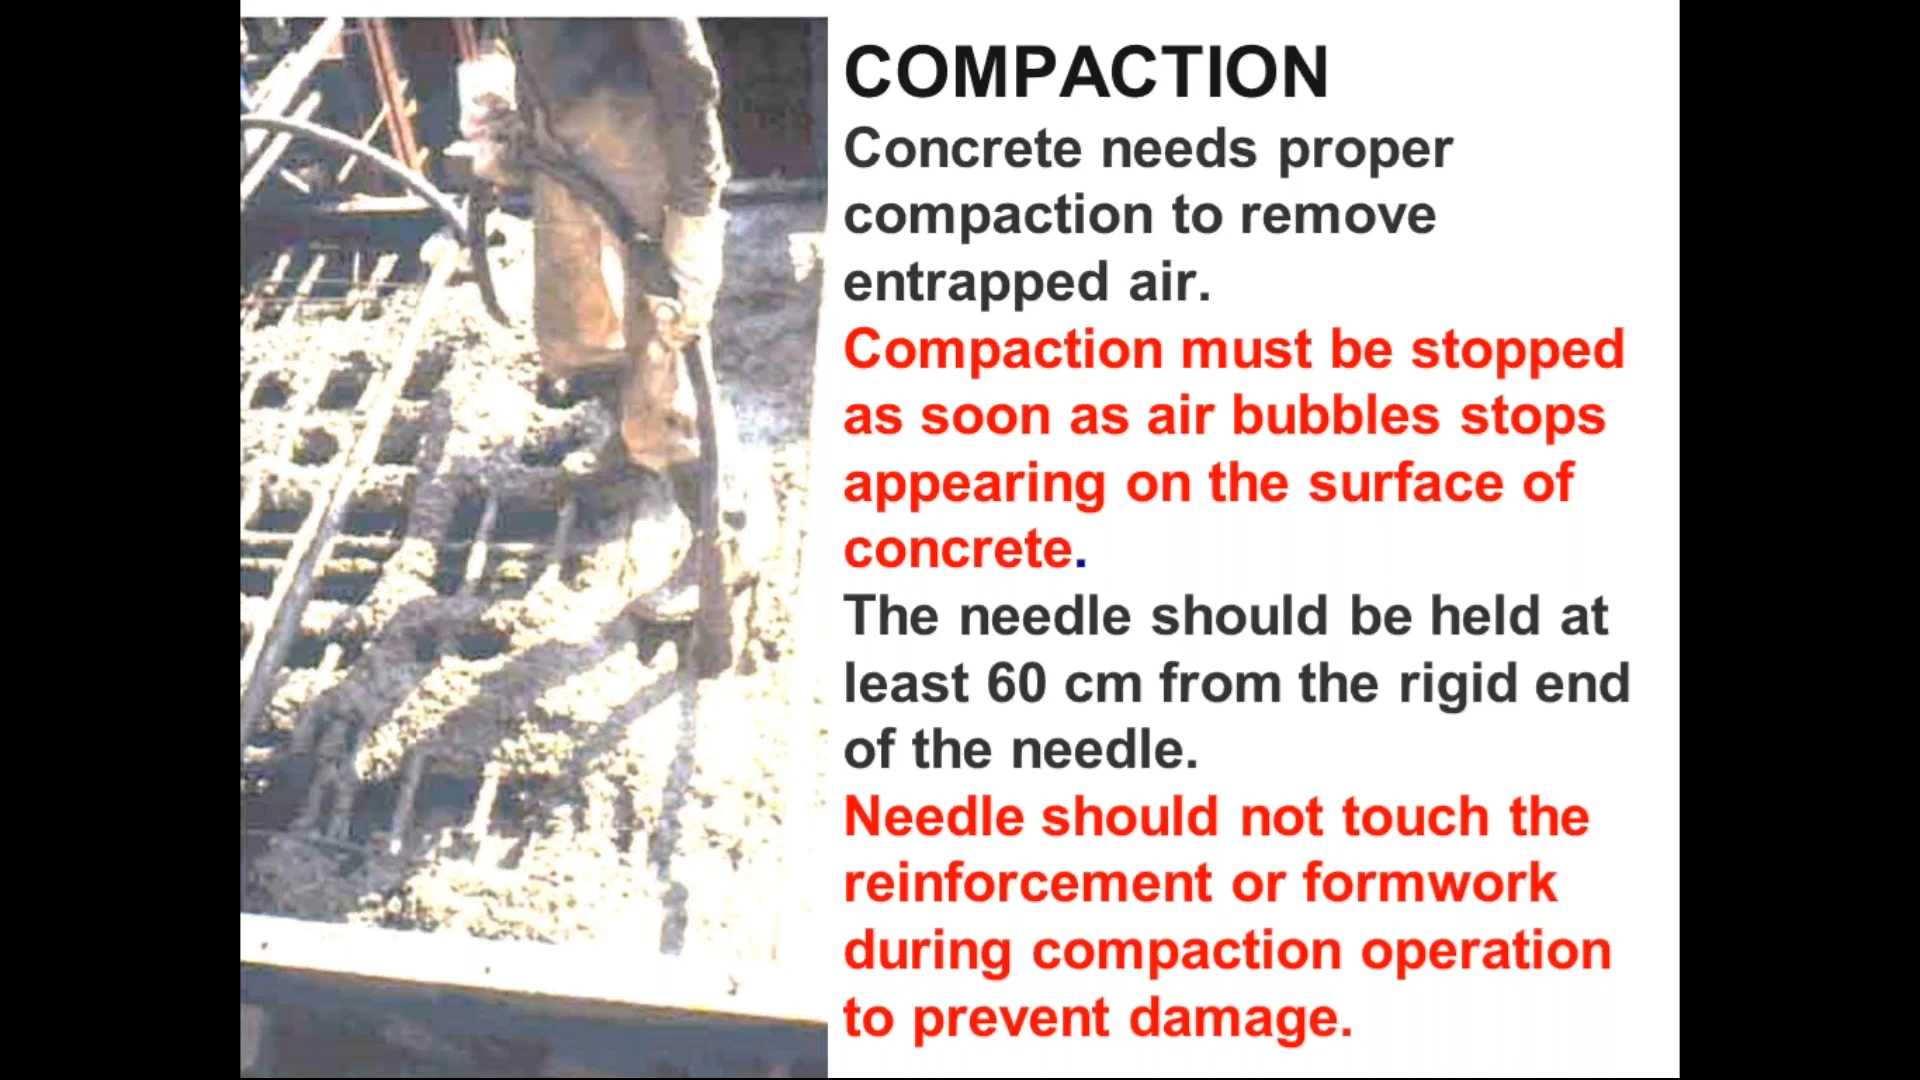 COMPACTION
Concrete needs proper
compaction to remove
entrapped air.
Compaction must be stopped
as soon as air bubbles stops
appearing on the surface of
concrete.
The needle should be held at
least 60 cm from the rigid end
of the needle.
Needle should not touch the
reinforcement or formwork
during compaction operation
to prevent damage.